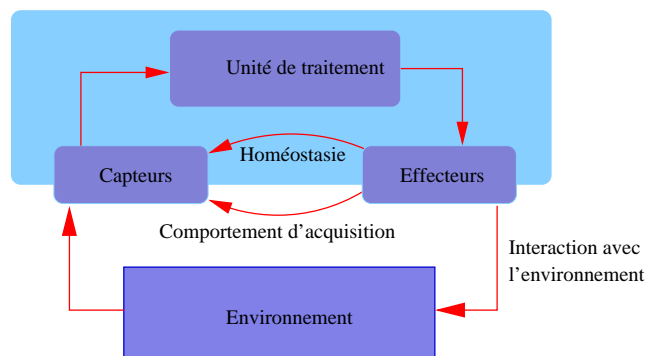 Unité de traitement
Homéostasie
Capteurs
Effecteurs
Comportement d'acquisition
Interaction avec
l'environnement
Environnement